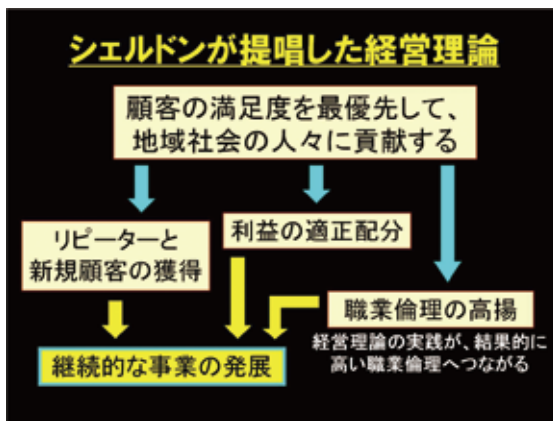 シェルドンが提唱した経営理論
顧客の満足度を最優先して、
地域社会の人々に貢献する
リピーターと
新規顧客の獲得
利益の適正配分
職業倫理の高揚
経営理論の実践が、結果的に
高い職業倫理へつながる
継続的な事業の発展